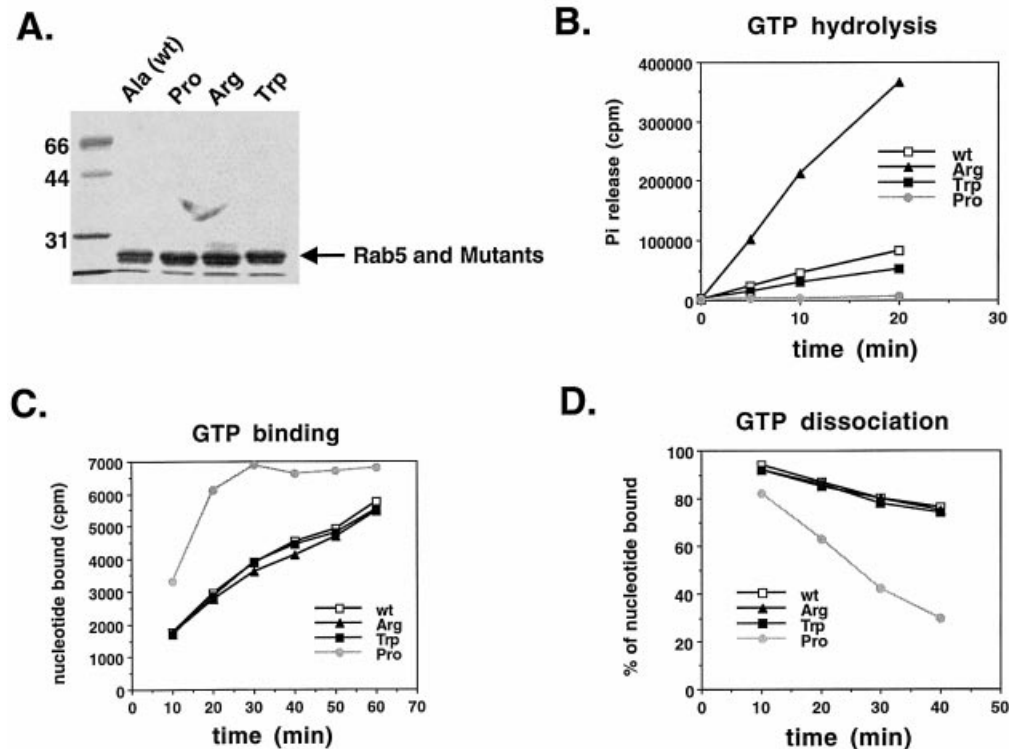 A.
Ala (wt)
Pro
Arg
Trp
66
44
31
Rab5 and Mutants
B.
GTP hydrolysis
Pi release (cpm)
400000
300000
200000
100000
0
0
10
20
30
time (min)
wt
Arg
Trp
Pro
C.
GTP binding
nucleotide bound (cpm)
7000
6000
5000
4000
3000
2000
1000
0
0
10
20
30
40
50
60
70
time (min)
wt
Arg
Trp
Pro
D.
GTP dissociation
% of nucleotide bound
100
80
60
40
20
0
0
10
20
30
40
50
time (min)
wt
Arg
Trp
Pro